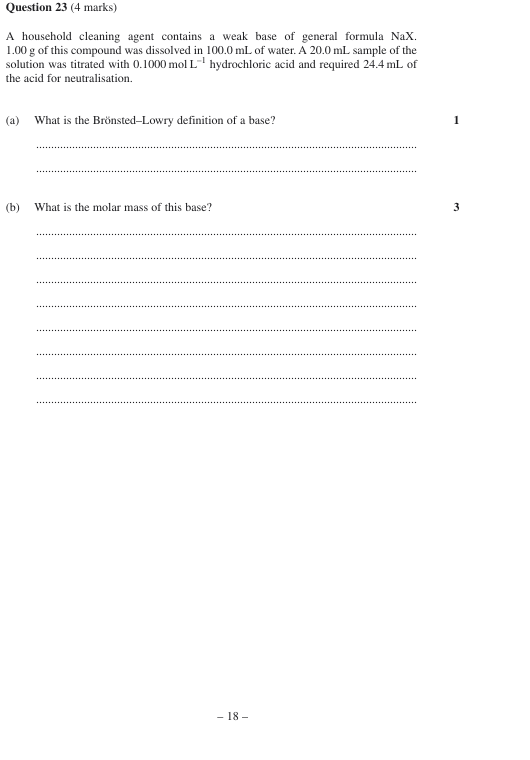 Question 23 (4 marks)
A household cleaning agent contains a weak base of general formula NaX.
1.00 g of this compound was dissolved in 100.0 mL of water. A 20.0 mL sample of the
solution was titrated with 0.1000 mol L⁻¹ hydrochloric acid and required 24.4 mL of
the acid for neutralisation.
(a) What is the Brönsted–Lowry definition of a base? 1
................................................................................................................................
................................................................................................................................
(b) What is the molar mass of this base? 3
................................................................................................................................
................................................................................................................................
................................................................................................................................
................................................................................................................................
................................................................................................................................
................................................................................................................................
................................................................................................................................
................................................................................................................................
– 18 –